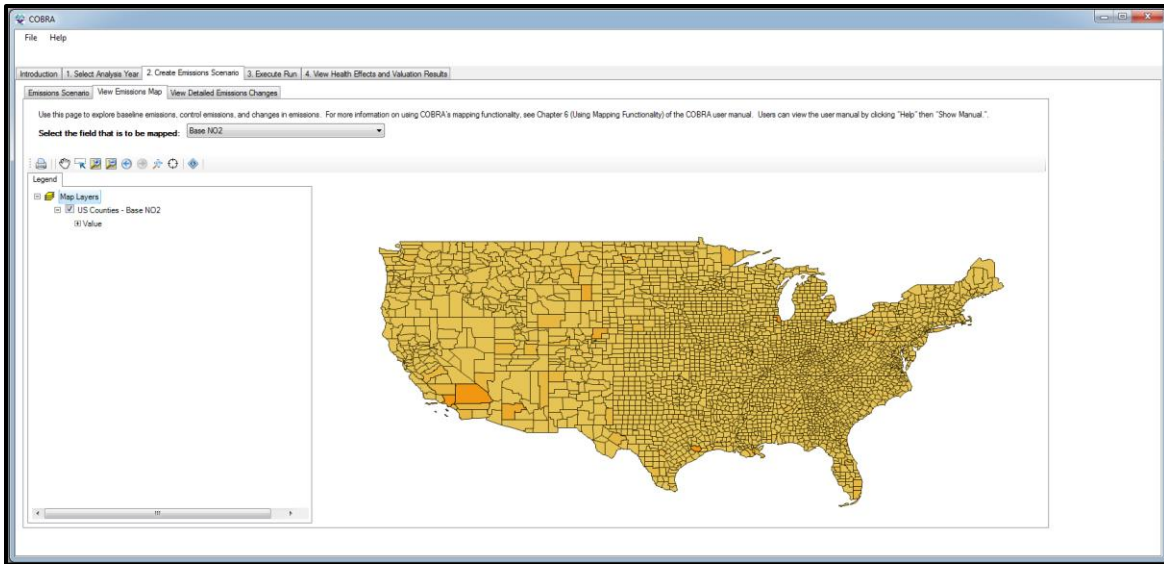 COBRA
File Help
Introduction 1. Select Analysis Year 2. Create Emissions Scenario 3. Execute Run 4. View Health Effects and Valuation Results
Emissions Scenario View Emissions Map View Detailed Emissions Changes
Use this page to explore baseline emissions, control emissions, and changes in emissions. For more information on using COBRA's mapping functionality, see Chapter 6 (Using Mapping Functionality) of the COBRA user manual. Users can view the user manual by clicking "Help" then "Show Manual.".
Select the field that is to be mapped: Base NO2
Legend
Map Layers
US Counties - Base NO2
Value